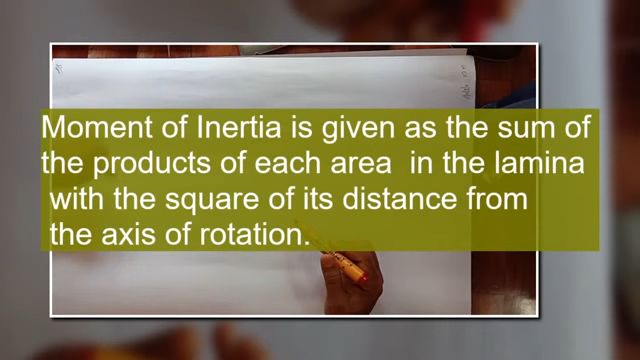 Moment of Inertia is given as the sum of
the products of each area in the lamina
with the square of its distance from
the axis of rotation.